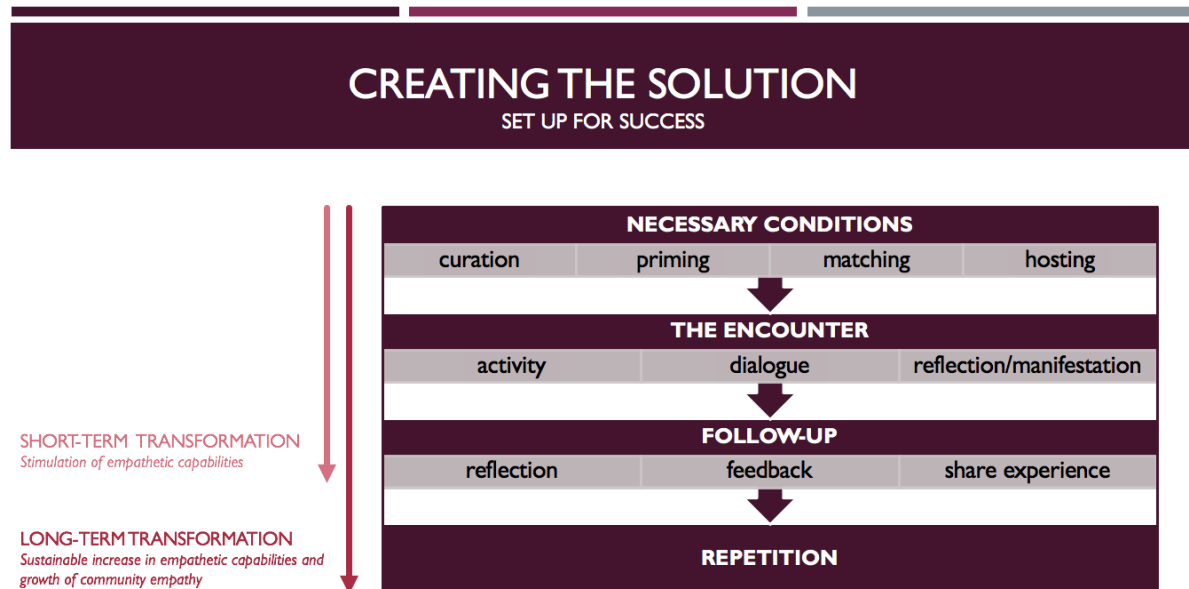 CREATING THE SOLUTION
SET UP FOR SUCCESS
NECESSARY CONDITIONS
curation priming matching hosting
THE ENCOUNTER
activity dialogue reflection/manifestation
FOLLOW-UP
reflection feedback share experience
REPETITION
SHORT-TERM TRANSFORMATION
Stimulation of empathetic capabilities
LONG-TERM TRANSFORMATION
Sustainable increase in empathetic capabilities and
growth of community empathy